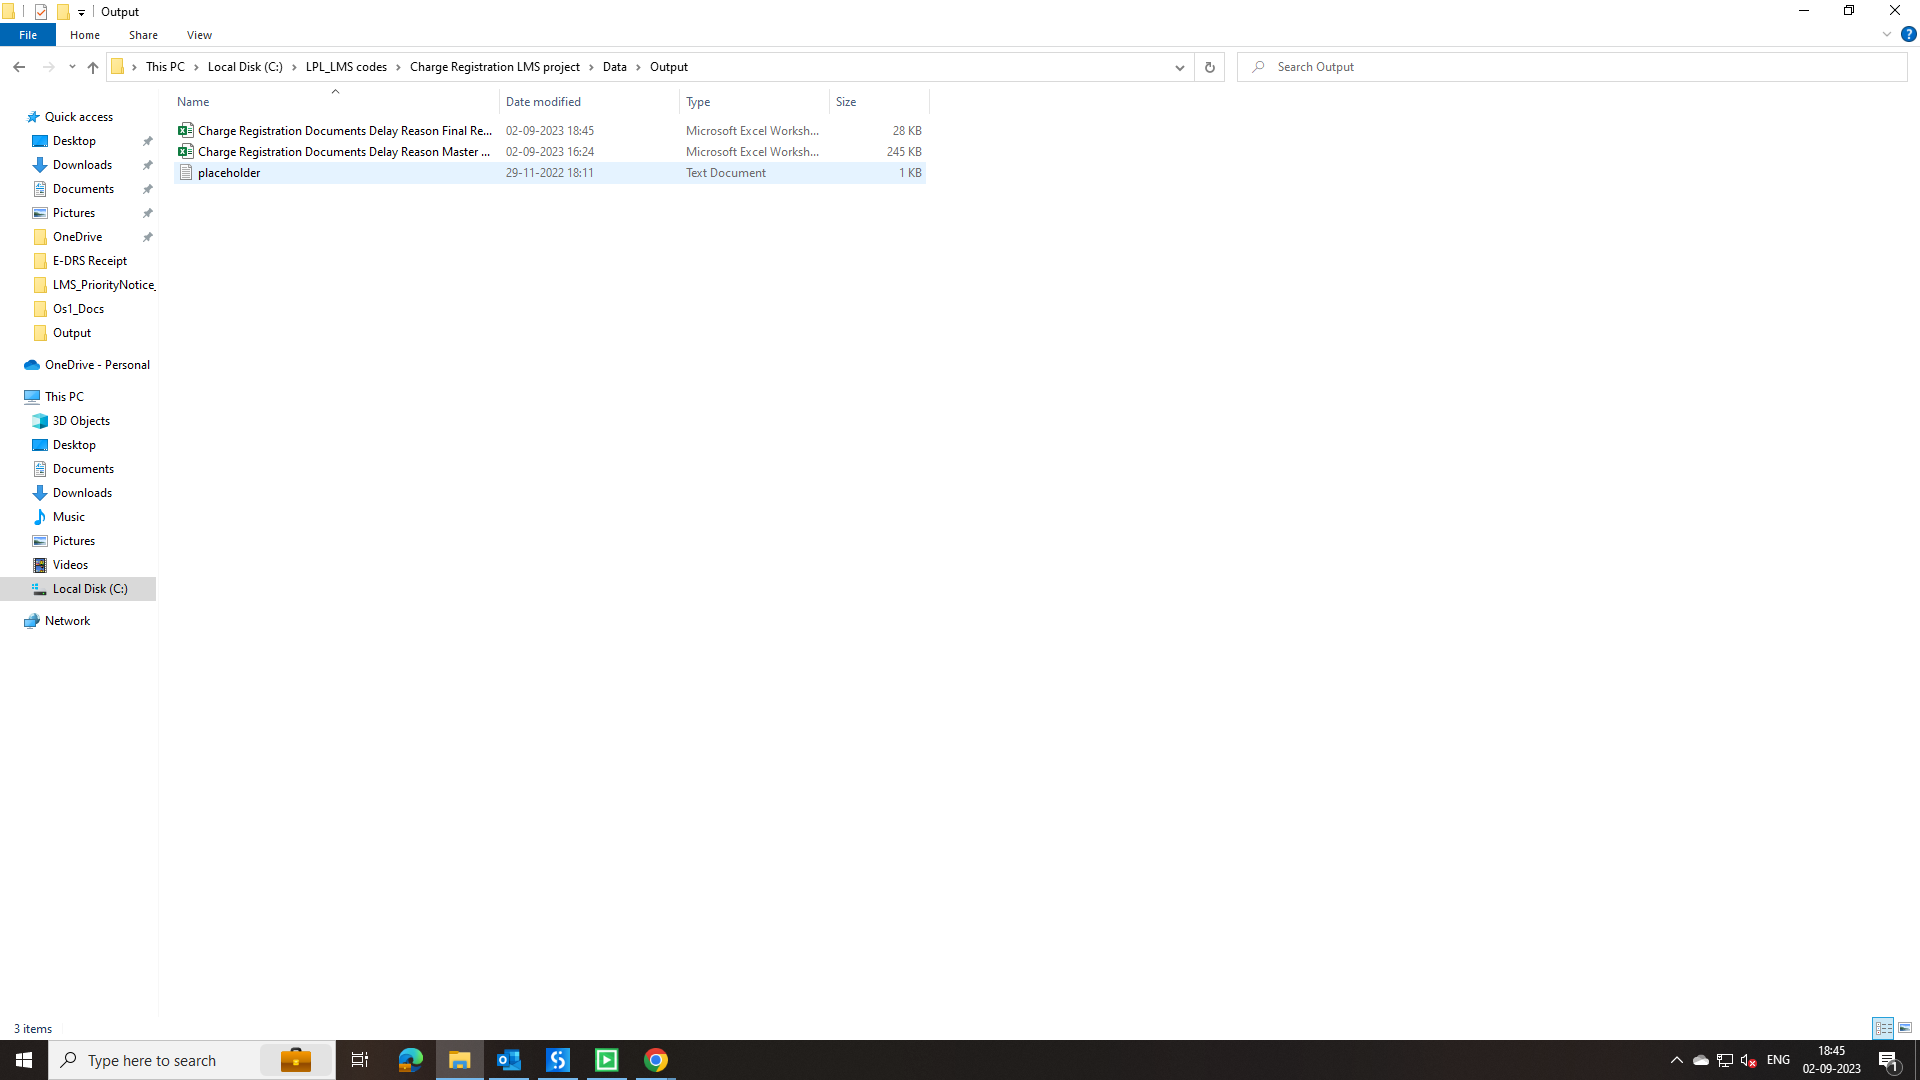 Output
File Home Share View
This PC Local Disk (C:) LPL_LMS codes Charge Registration LMS project Data Output
Search Output
Name Date modified Type Size
Charge Registration Documents Delay Reason Final Re... 02-09-2023 18:45 Microsoft Excel Worksh... 28 KB
Charge Registration Documents Delay Reason Master ... 02-09-2023 16:24 Microsoft Excel Worksh... 245 KB
placeholder 29-11-2022 18:11 Text Document 1 KB
Quick access
Desktop
Downloads
Documents
Pictures
OneDrive
E-DRS Receipt
LMS_PriorityNotice_
Os1_Docs
Output
OneDrive - Personal
This PC
3D Objects
Desktop
Documents
Downloads
Music
Pictures
Videos
Local Disk (C:)
Network
3 items
Type here to search
ENG
18:45
02-09-2023
1